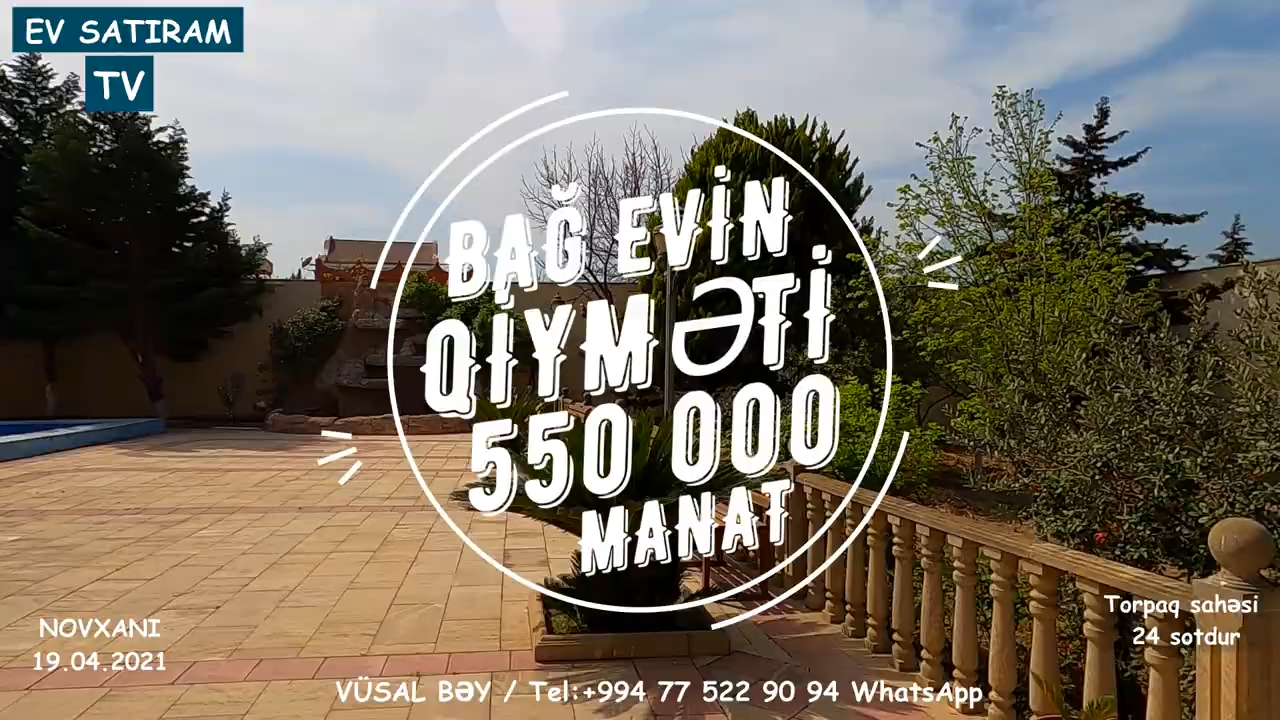 EV SATIRAM
TV
BAĞ EVİN
QİYMƏTİ
550 000
MANAT
NOVXANI
19.04.2021
Torpaq sahəsi
24 sotdur
VÜSAL BƏY / Tel:+994 77 522 90 94 WhatsApp